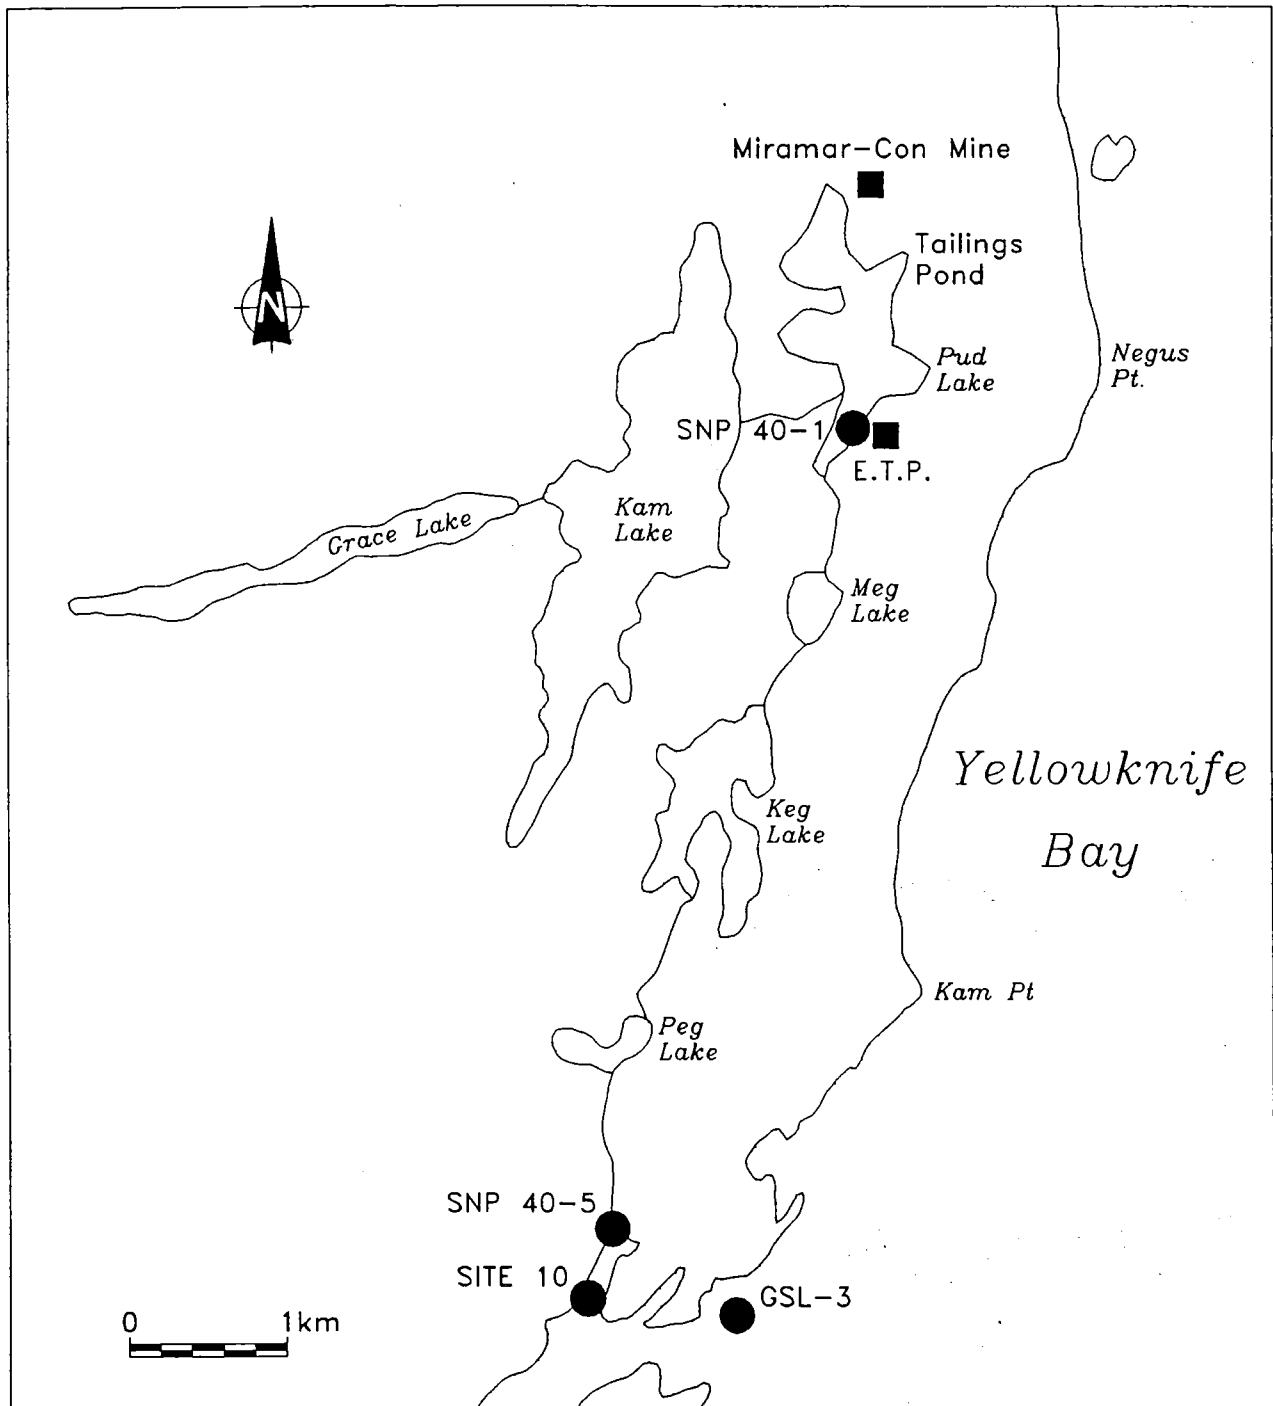 Miramar-Con Mine
Tailings
Pond
N
Pud
Lake
Negus
Pt.
SNP 40-1
E.T.P.
Kam
Lake
Grace Lake
Meg
Lake
Yellowknife
Bay
Keg
Lake
Kam Pt
Peg
Lake
SNP 40-5
SITE 10
GSL-3
0 1km